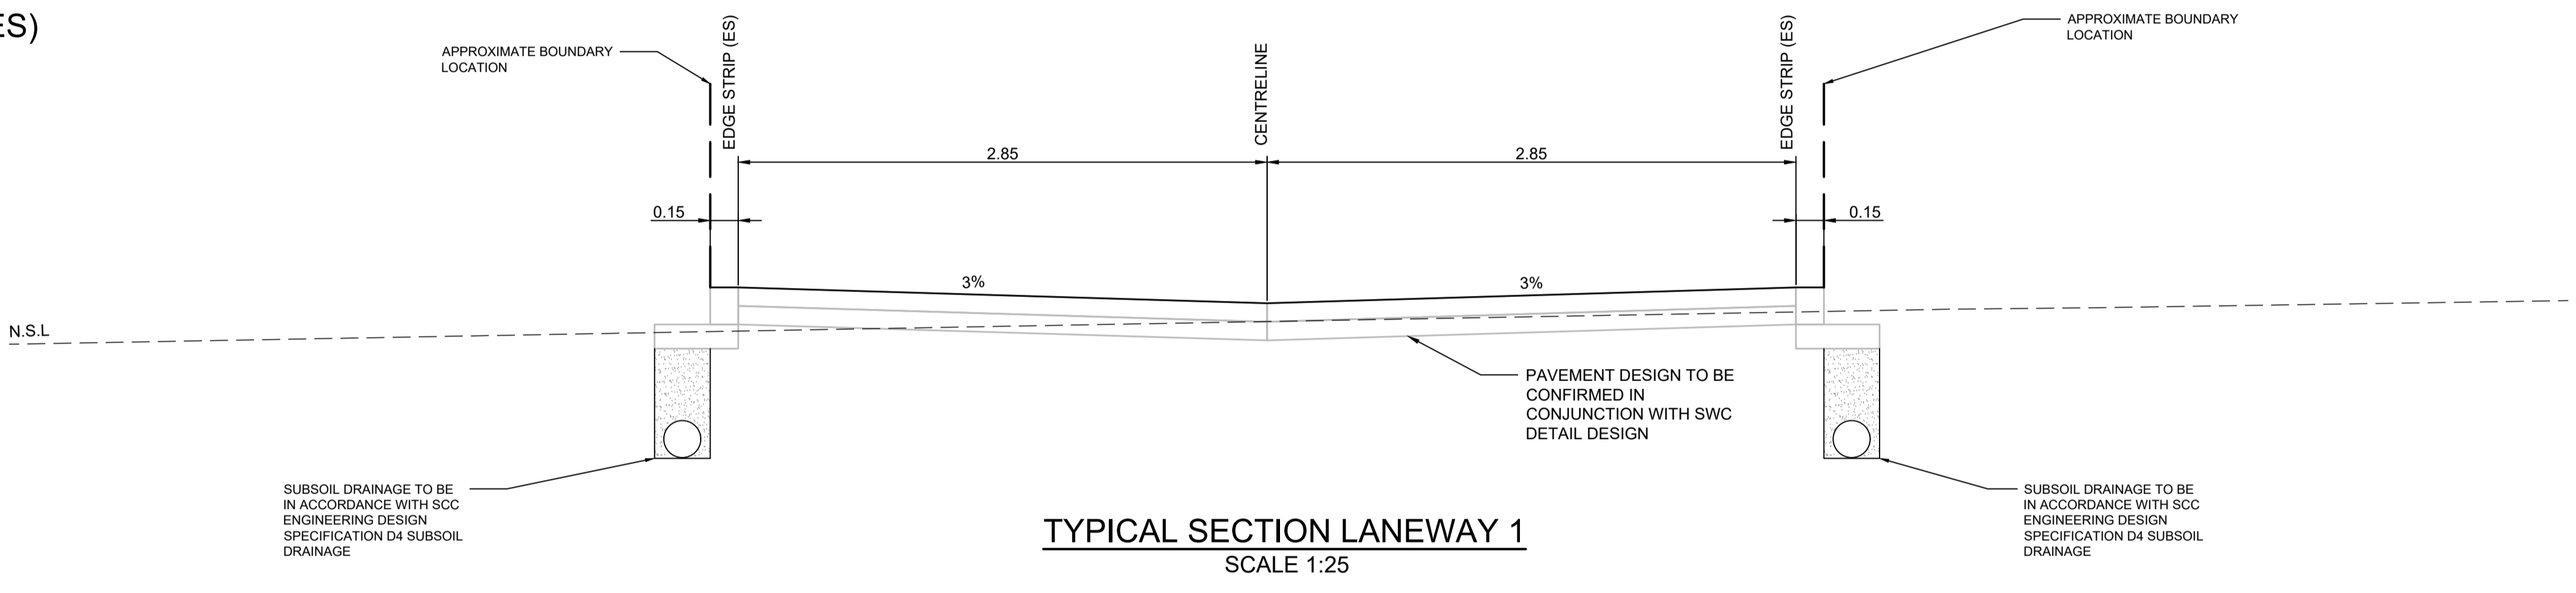 ES)
APPROXIMATE BOUNDARY
LOCATION
EDGE STRIP (ES)
CENTRELINE
EDGE STRIP (ES)
APPROXIMATE BOUNDARY
LOCATION
2.85
2.85
0.15
0.15
3%
3%
N.S.L
PAVEMENT DESIGN TO BE
CONFIRMED IN
CONJUNCTION WITH SWC
DETAIL DESIGN
SUBSOIL DRAINAGE TO BE
IN ACCORDANCE WITH SCC
ENGINEERING DESIGN
SPECIFICATION D4 SUBSOIL
DRAINAGE
SUBSOIL DRAINAGE TO BE
IN ACCORDANCE WITH SCC
ENGINEERING DESIGN
SPECIFICATION D4 SUBSOIL
DRAINAGE
TYPICAL SECTION LANEWAY 1
SCALE 1:25